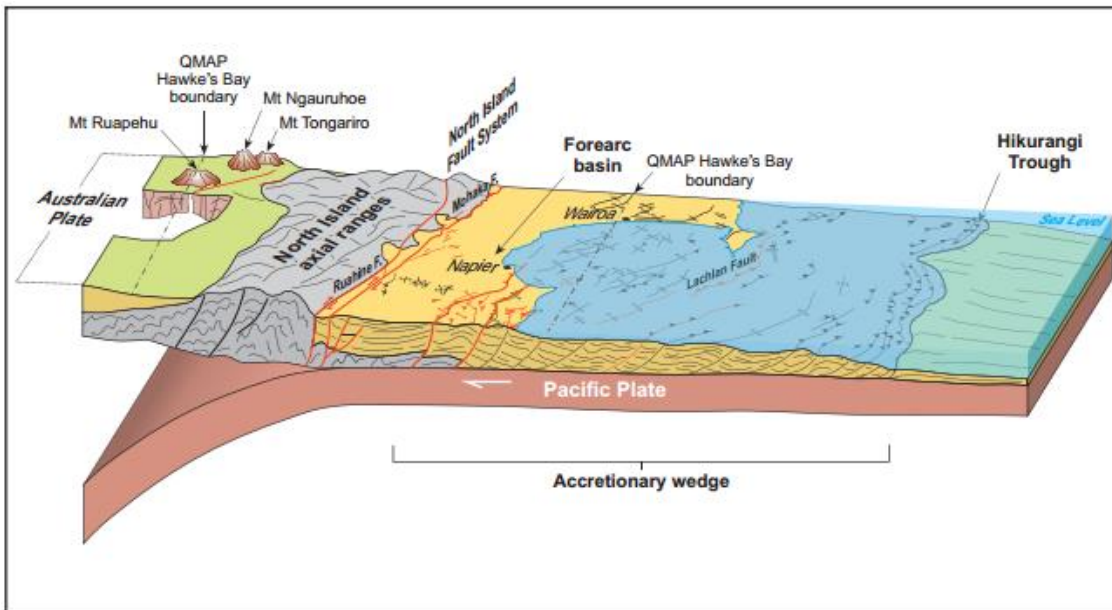 QMAP
Hawke's Bay
boundary
Mt Ngauruhoe
Mt Tongariro
Mt Ruapehu
North Island
Fault System
Forearc
basin
QMAP Hawke's Bay
boundary
Hikurangi
Trough
Australian
Plate
North Island
axial ranges
Mohaka F.
Wairoa
Sea Level
Ruahine F.
Napier
Lachlan Fault
Pacific Plate
Accretionary wedge